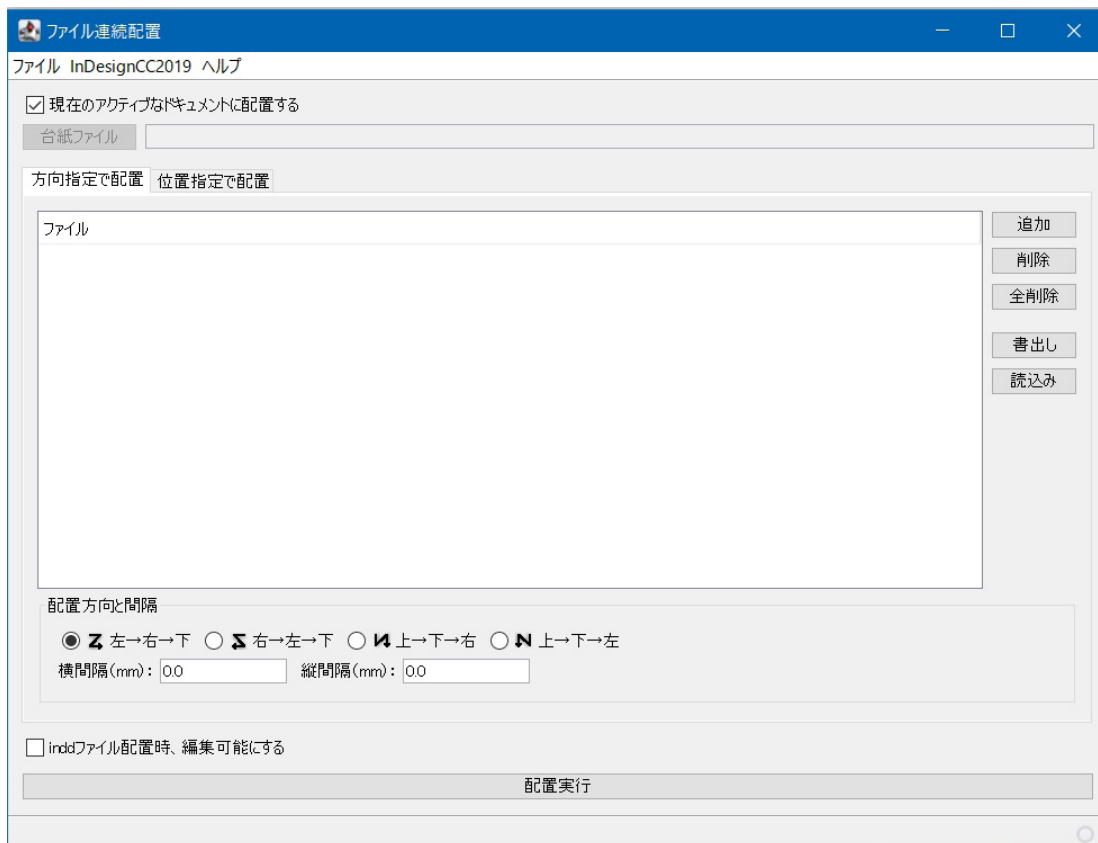 ファイル連続配置
ファイル InDesignCC2019 ヘルプ
現在のアクティブなドキュメントに配置する
台紙ファイル
方向指定で配置 位置指定で配置
ファイル
追加
削除
全削除
書出し
読込み
配置方向と間隔
左→右→下 右→左→下 上→下→右 上→下→左
横間隔(mm): 0.0 縦間隔(mm): 0.0
inddファイル配置時、編集可能にする
配置実行